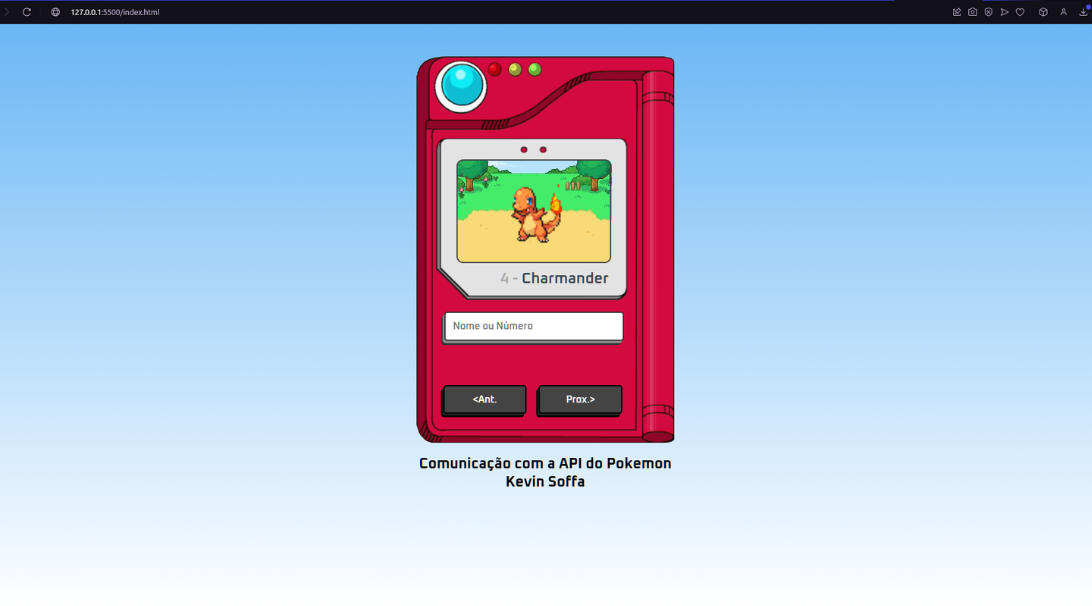 127.0.0.1:5500/index.html
4 - Charmander
Nome ou Número
<Ant.
Prox.>
Comunicação com a API do Pokemon
Kevin Soffa